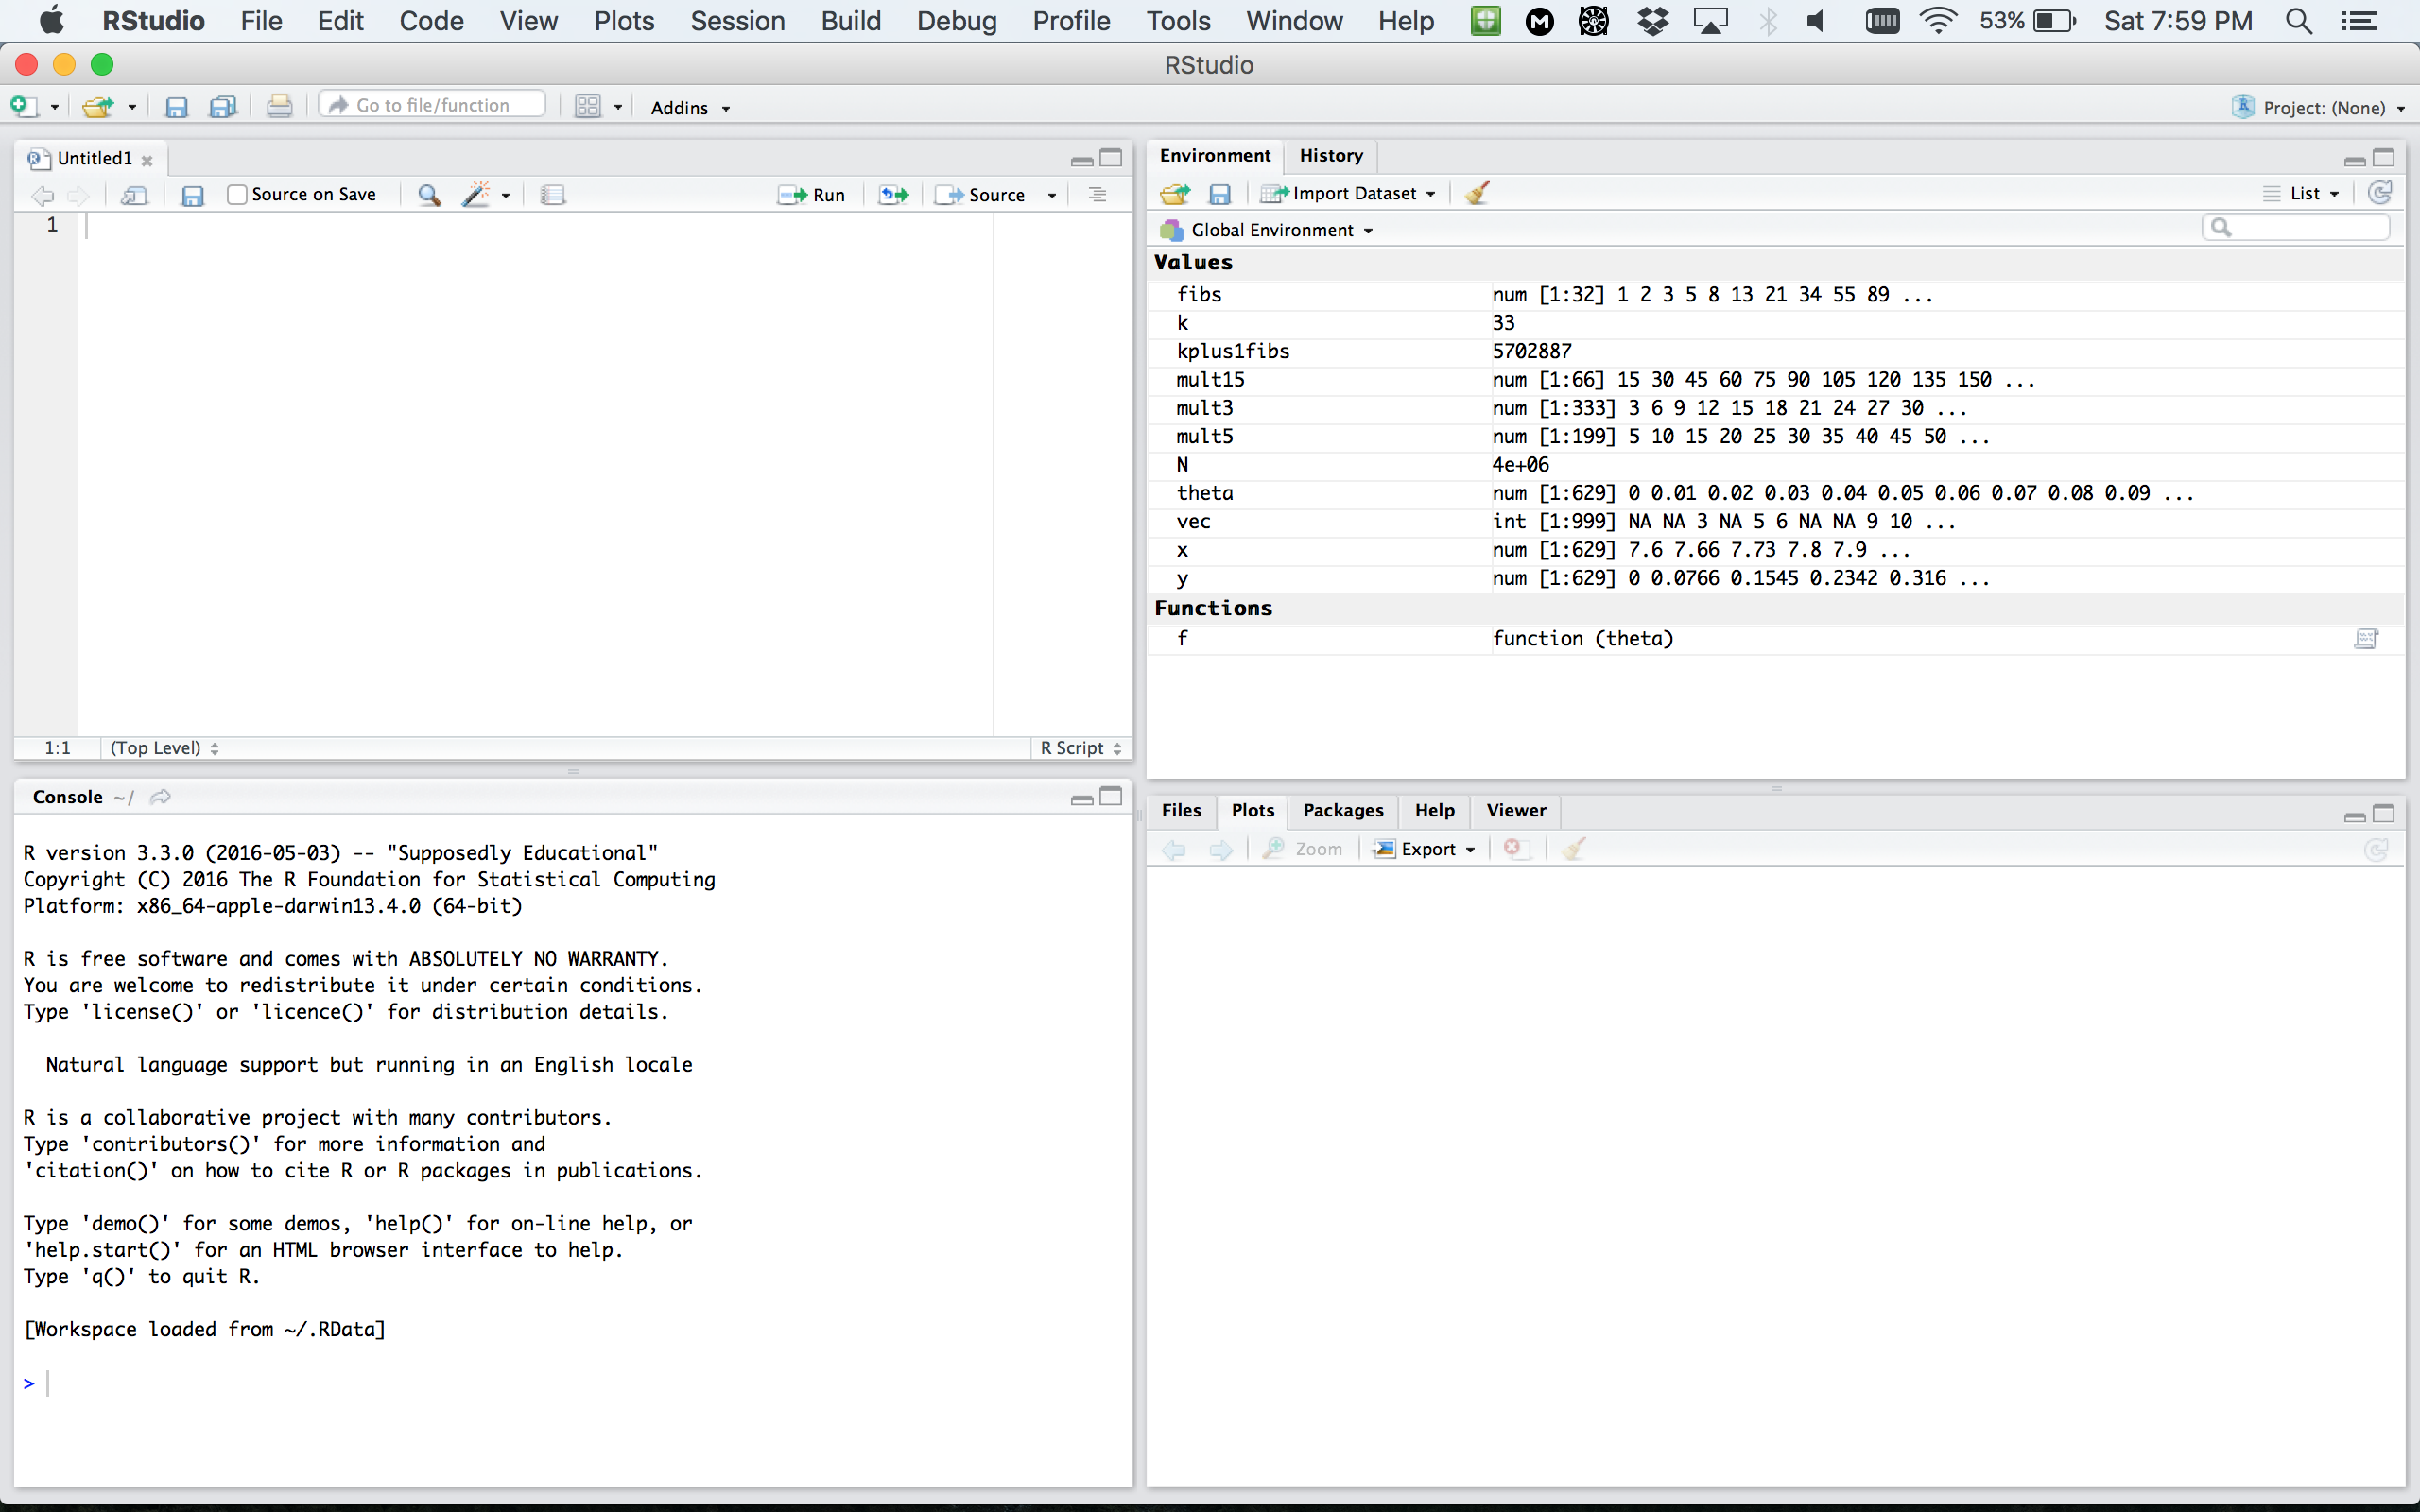 RStudio File Edit Code View Plots Session Build Debug Profile Tools Window Help 53% Sat 7:59 PM
RStudio
Go to file/function Addins Project: (None)
Untitled1
Source on Save Run Source
1
1:1 (Top Level) R Script
Console ~/
R version 3.3.0 (2016-05-03) -- "Supposedly Educational"
Copyright (C) 2016 The R Foundation for Statistical Computing
Platform: x86_64-apple-darwin13.4.0 (64-bit)
R is free software and comes with ABSOLUTELY NO WARRANTY.
You are welcome to redistribute it under certain conditions.
Type 'license()' or 'licence()' for distribution details.
Natural language support but running in an English locale
R is a collaborative project with many contributors.
Type 'contributors()' for more information and
'citation()' on how to cite R or R packages in publications.
Type 'demo()' for some demos, 'help()' for on-line help, or
'help.start()' for an HTML browser interface to help.
Type 'q()' to quit R.
[Workspace loaded from ~/.RData]
>
Environment History
Import Dataset List
Global Environment
Values
fibs num [1:32] 1 2 3 5 8 13 21 34 55 89 ...
k 33
kplus1fibs 5702887
mult15 num [1:66] 15 30 45 60 75 90 105 120 135 150 ...
mult3 num [1:333] 3 6 9 12 15 18 21 24 27 30 ...
mult5 num [1:199] 5 10 15 20 25 30 35 40 45 50 ...
N 4e+06
theta num [1:629] 0 0.01 0.02 0.03 0.04 0.05 0.06 0.07 0.08 0.09 ...
vec int [1:999] NA NA 3 NA 5 6 NA NA 9 10 ...
x num [1:629] 7.6 7.66 7.73 7.8 7.9 ...
y num [1:629] 0 0.0766 0.1545 0.2342 0.316 ...
Functions
f function (theta)
Files Plots Packages Help Viewer
Zoom Export